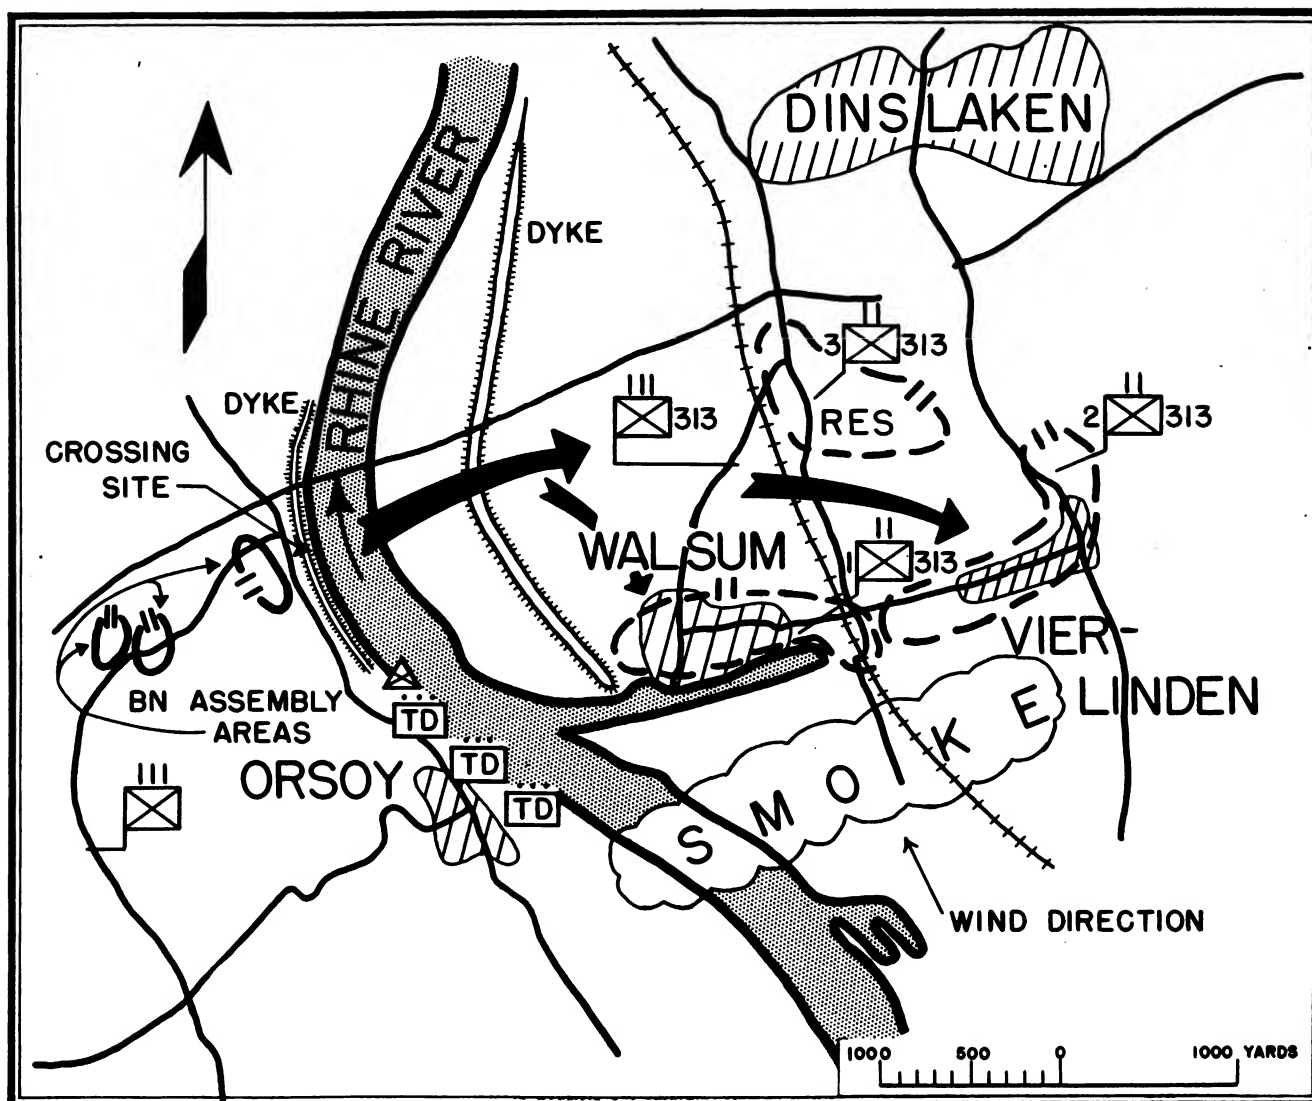 DINSLAKEN
RHINE RIVER
DYKE
3 313
RES
313
2 313
DYKE
CROSSING
SITE
WALSUM
1 313
VIER-
LINDEN
BN ASSEMBLY
AREAS
TD
TD
TD
ORSOY
SMOKE
WIND DIRECTION
1000 500 0 1000 YARDS